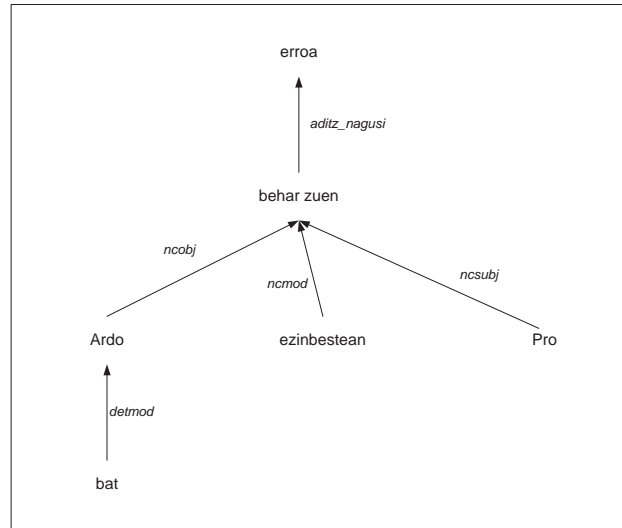 erroa
aditz_nagusi
behar zuen
ncobj
ncmod
ncsubj
Ardo
ezinbestean
Pro
detmod
bat